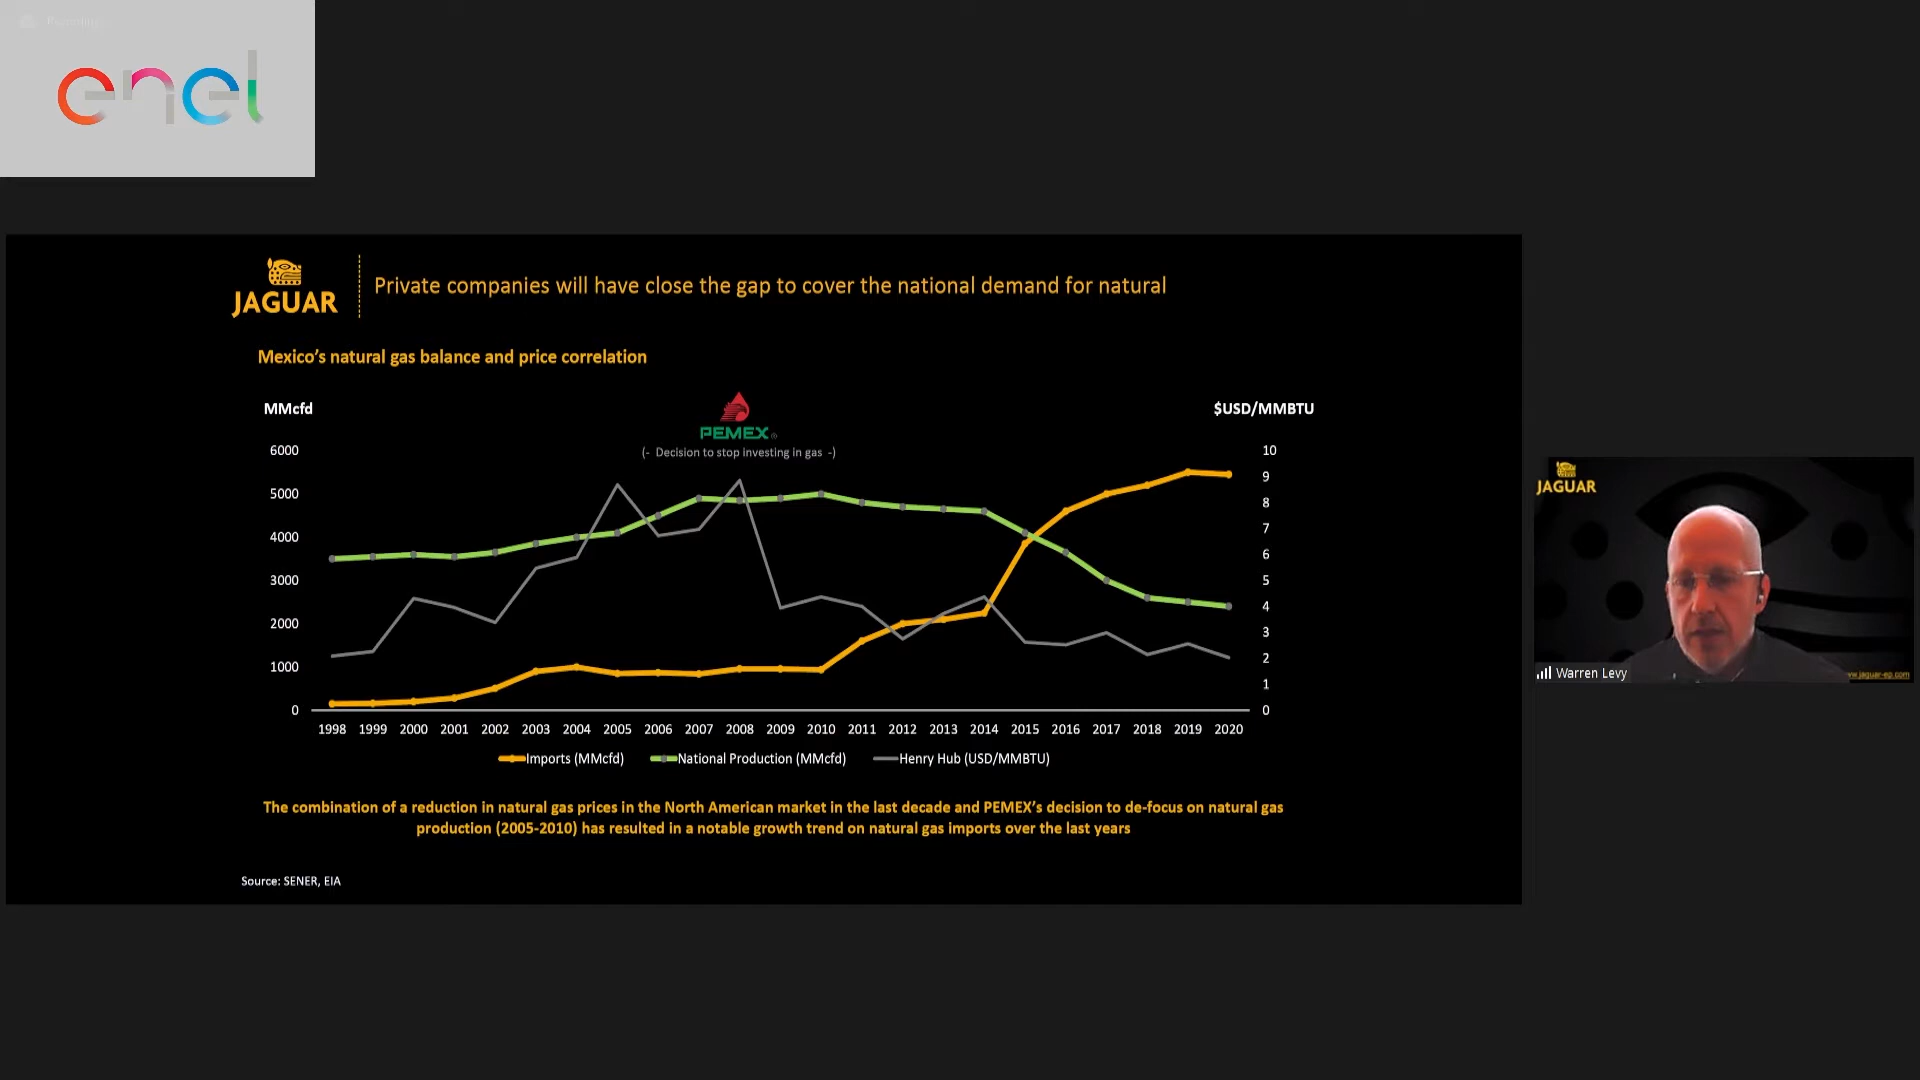 Recording...
enel
JAGUAR
Private companies will have close the gap to cover the national demand for natural
Mexico's natural gas balance and price correlation
MMcfd
$USD/MMBTU
PEMEX®
(- Decision to stop investing in gas -)
6000
5000
4000
3000
2000
1000
0
10
9
8
7
6
5
4
3
2
1
0
1998 1999 2000 2001 2002 2003 2004 2005 2006 2007 2008 2009 2010 2011 2012 2013 2014 2015 2016 2017 2018 2019 2020
Imports (MMcfd) National Production (MMcfd) Henry Hub (USD/MMBTU)
The combination of a reduction in natural gas prices in the North American market in the last decade and PEMEX's decision to de-focus on natural gas
production (2005-2010) has resulted in a notable growth trend on natural gas imports over the last years
Source: SENER, EIA
JAGUAR
Warren Levy
w.jaguar-ep.com